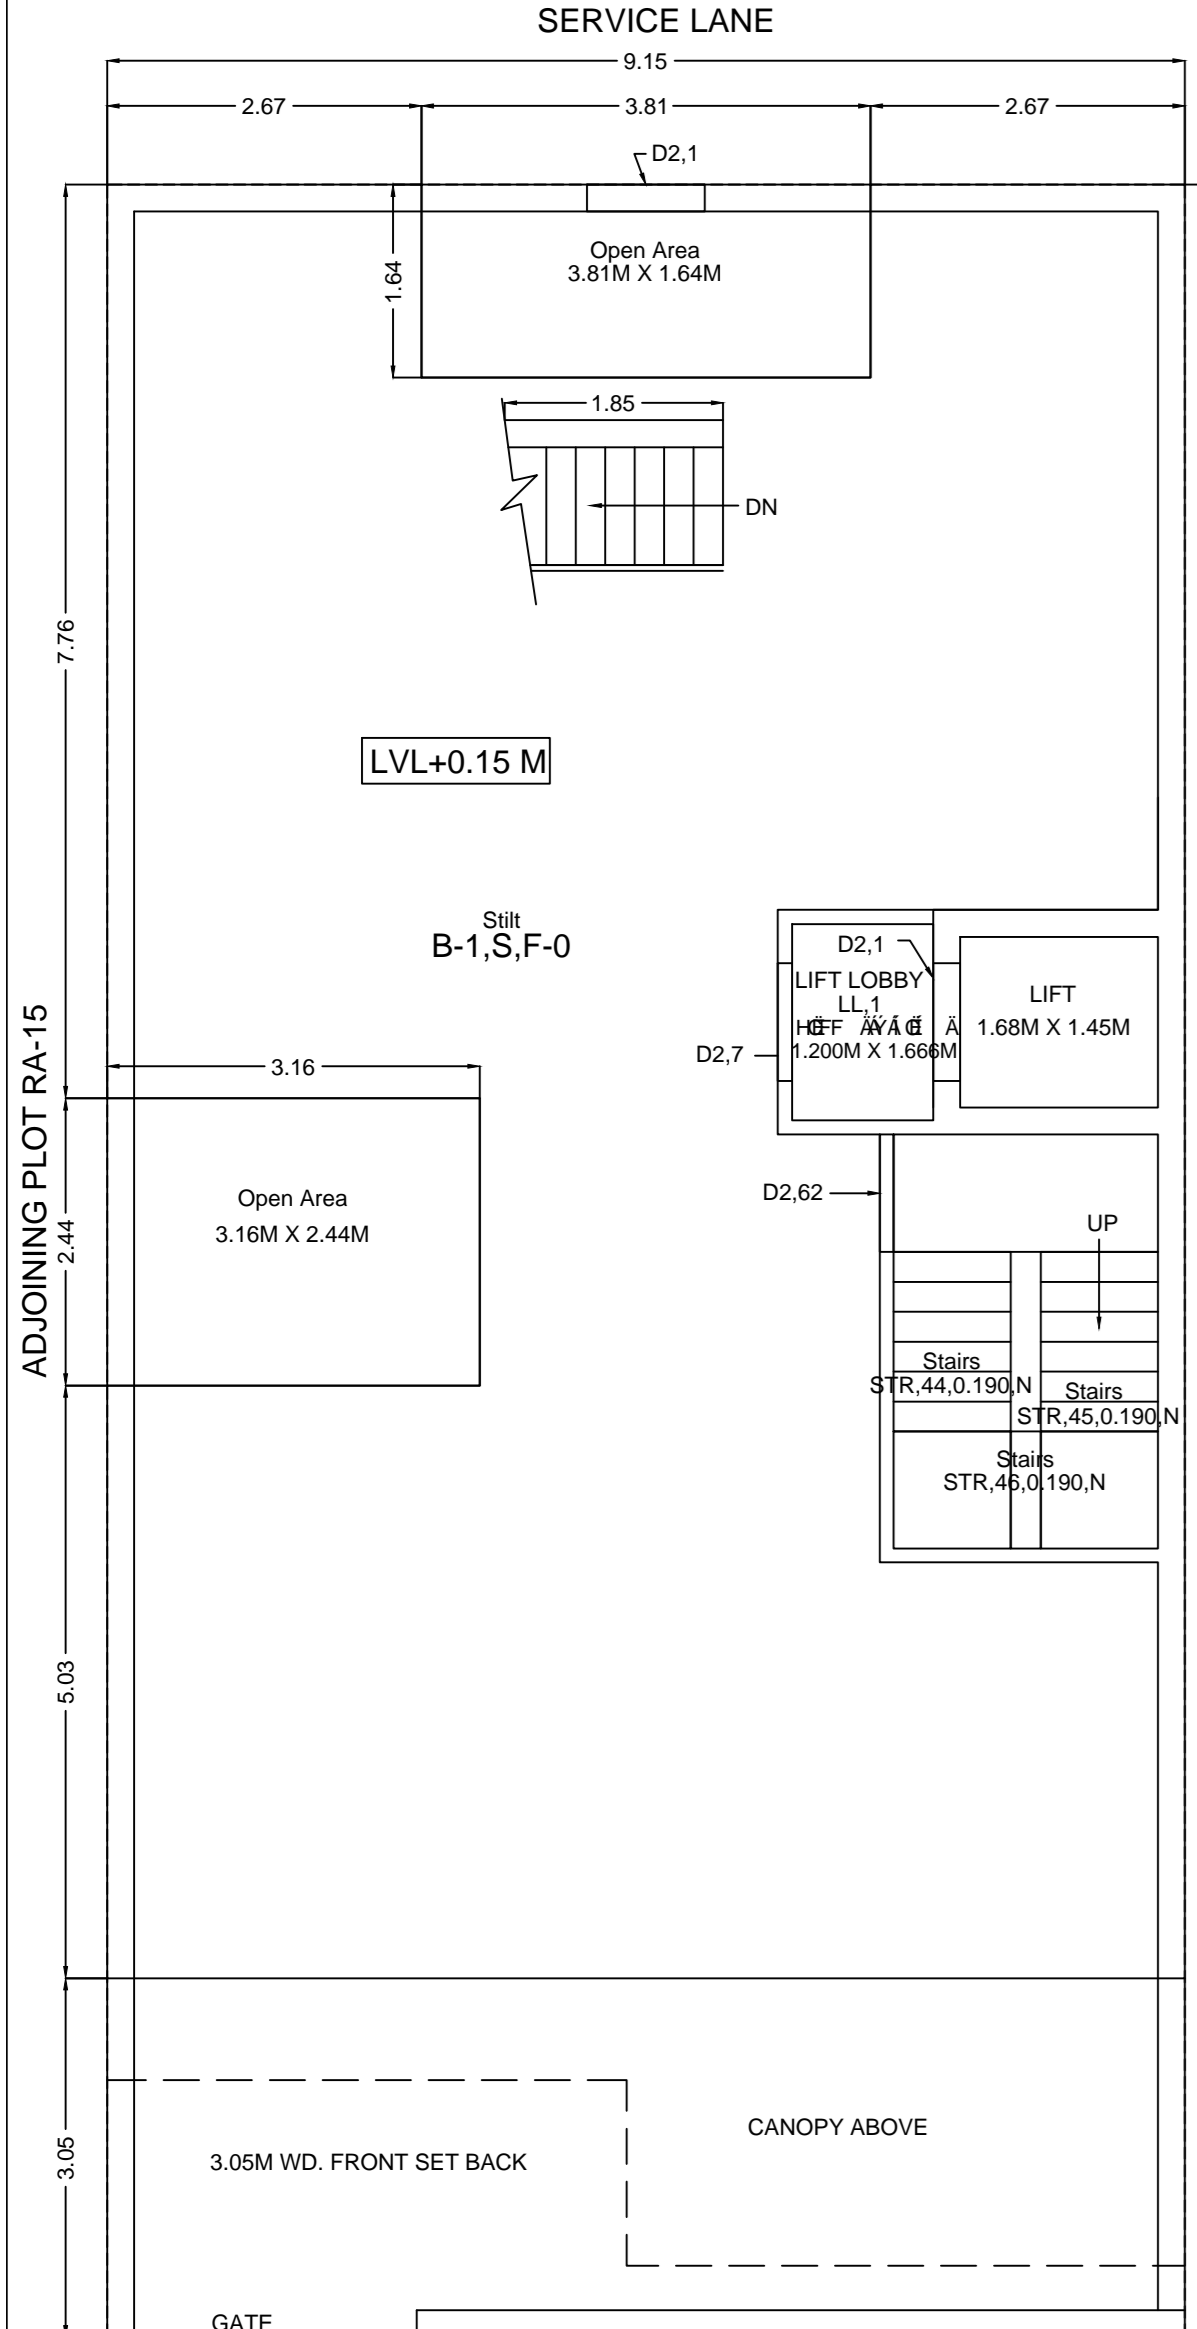 SERVICE LANE
9.15
2.67
3.81
2.67
D2,1
Open Area
3.81M X 1.64M
1.64
1.85
DN
7.76
LVL+0.15 M
Stilt
B-1,S,F-0
D2,1
LIFT LOBBY
LL,1
1.200M X 1.666M
LIFT
1.68M X 1.45M
D2,7
3.16
ADJOINING PLOT RA-15
Open Area
3.16M X 2.44M
2.44
D2,62
UP
Stairs
STR,44,0.190,N
Stairs
STR,45,0.190,N
Stairs
STR,46,0.190,N
5.03
CANOPY ABOVE
3.05M WD. FRONT SET BACK
3.05
GATE